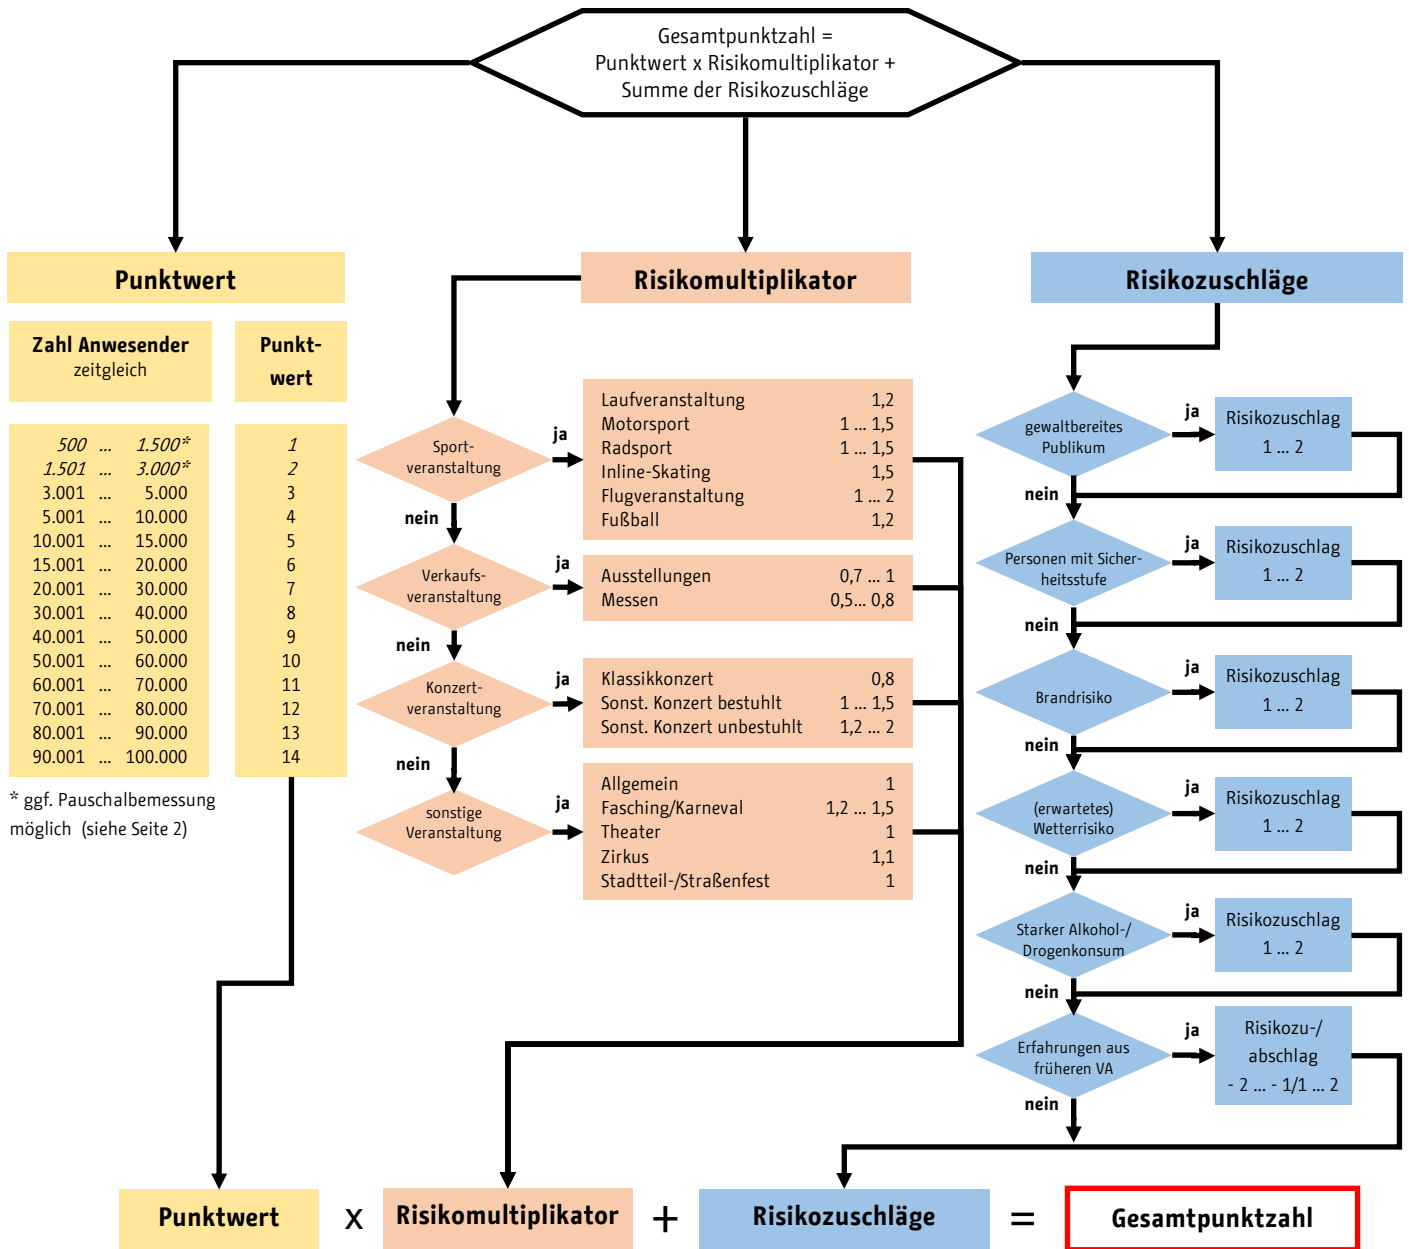 Gesamtpunktzahl =
Punktwert x Risikomultiplikator +
Summe der Risikozuschläge
Punktwert
Zahl Anwesender
zeitgleich
Punkt-
wert
500 ... 1.500* 1
1.501 ... 3.000* 2
3.001 ... 5.000 3
5.001 ... 10.000 4
10.001 ... 15.000 5
15.001 ... 20.000 6
20.001 ... 30.000 7
30.001 ... 40.000 8
40.001 ... 50.000 9
50.001 ... 60.000 10
60.001 ... 70.000 11
70.001 ... 80.000 12
80.001 ... 90.000 13
90.001 ... 100.000 14
* ggf. Pauschalbemessung
möglich (siehe Seite 2)
Risikomultiplikator
Sport-
veranstaltung
ja
Laufveranstaltung 1,2
Motorsport 1 ... 1,5
Radsport 1 ... 1,5
Inline-Skating 1,5
Flugveranstaltung 1 ... 2
Fußball 1,2
nein
Verkaufs-
veranstaltung
ja
Ausstellungen 0,7 ... 1
Messen 0,5... 0,8
nein
Konzert-
veranstaltung
ja
Klassikkonzert 0,8
Sonst. Konzert bestuhlt 1 ... 1,5
Sonst. Konzert unbestuhlt 1,2 ... 2
nein
sonstige
Veranstaltung
ja
Allgemein 1
Fasching/Karneval 1,2 ... 1,5
Theater 1
Zirkus 1,1
Stadtteil-/Straßenfest 1
Risikozuschläge
gewaltbereites
Publikum
ja
Risikozuschlag
1 ... 2
nein
Personen mit Sicher-
heitsstufe
ja
Risikozuschlag
1 ... 2
nein
Brandrisiko
ja
Risikozuschlag
1 ... 2
nein
(erwartetes)
Wetterrisiko
ja
Risikozuschlag
1 ... 2
nein
Starker Alkohol-/
Drogenkonsum
ja
Risikozuschlag
1 ... 2
nein
Erfahrungen aus
früheren VA
ja
Risikozu-/
abschlag
- 2 ... - 1/1 ... 2
nein
Punktwert x Risikomultiplikator + Risikozuschläge = Gesamtpunktzahl